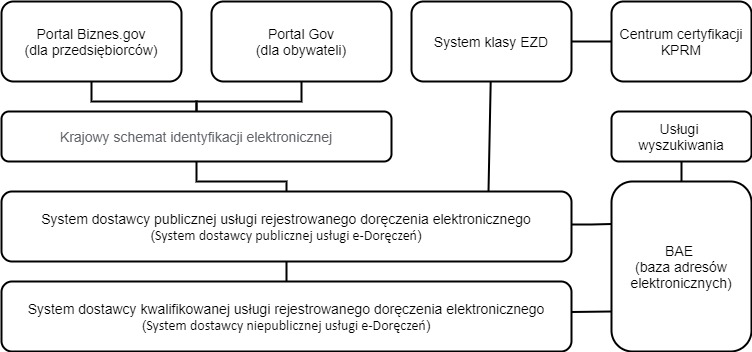 Portal Biznes.gov
(dla przedsiębiorców)
Portal Gov
(dla obywateli)
System klasy EZD
Centrum certyfikacji
KPRM
Krajowy schemat identyfikacji elektronicznej
Usługi
wyszukiwania
System dostawcy publicznej usługi rejestrowanego doręczenia elektronicznego
(System dostawcy publicznej usługi e-Doręczeń)
BAE
(baza adresów
elektronicznych)
System dostawcy kwalifikowanej usługi rejestrowanego doręczenia elektronicznego
(System dostawcy niepublicznej usługi e-Doręczeń)